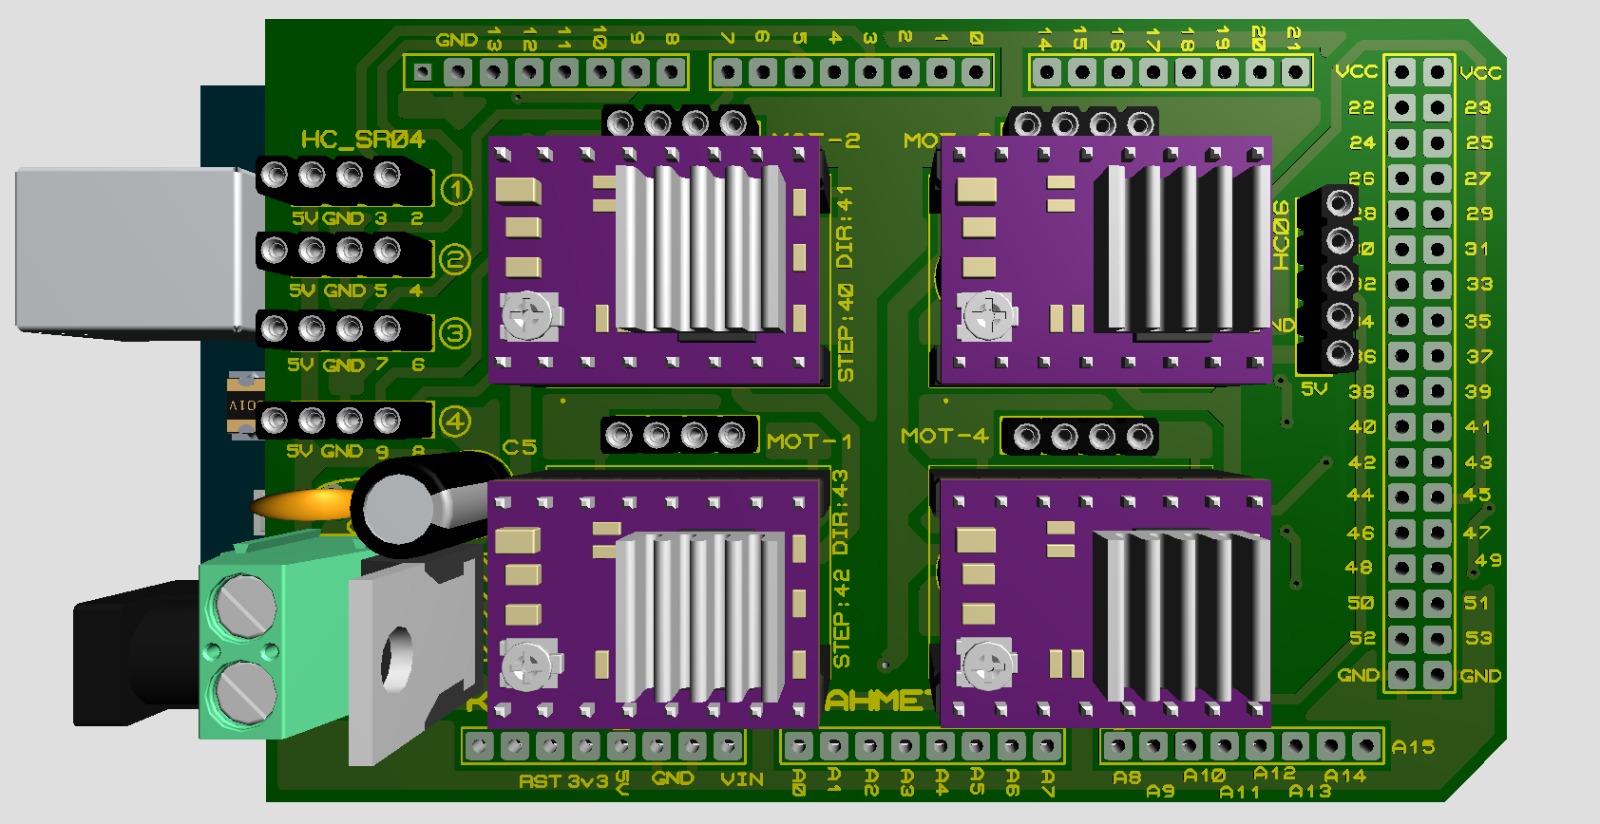 GND 13 12 11 10 9 8 7 6 5 4 3 2 1 0 14 15 16 17 18 19 20 21
VCC VCC
22 23
24 25
26 27
28 29
30 31
32 33
34 35
36 37
38 39
40 41
42 43
44 45
46 47
48 49
50 51
52 53
GND GND
HC_SR04
1
5V GND 3 2
2
5V GND 5 4
3
5V GND 7 6
4
5V GND 9 8
MOT-2
STEP:40 DIR:41
HC06
5V
C5
MOT-1
MOT-4
STEP:42 DIR:43
AHME
RST 3v3 5V GND VIN A0 A1 A2 A3 A4 A5 A6 A7 A8 A9 A10 A11 A12 A13 A14 A15